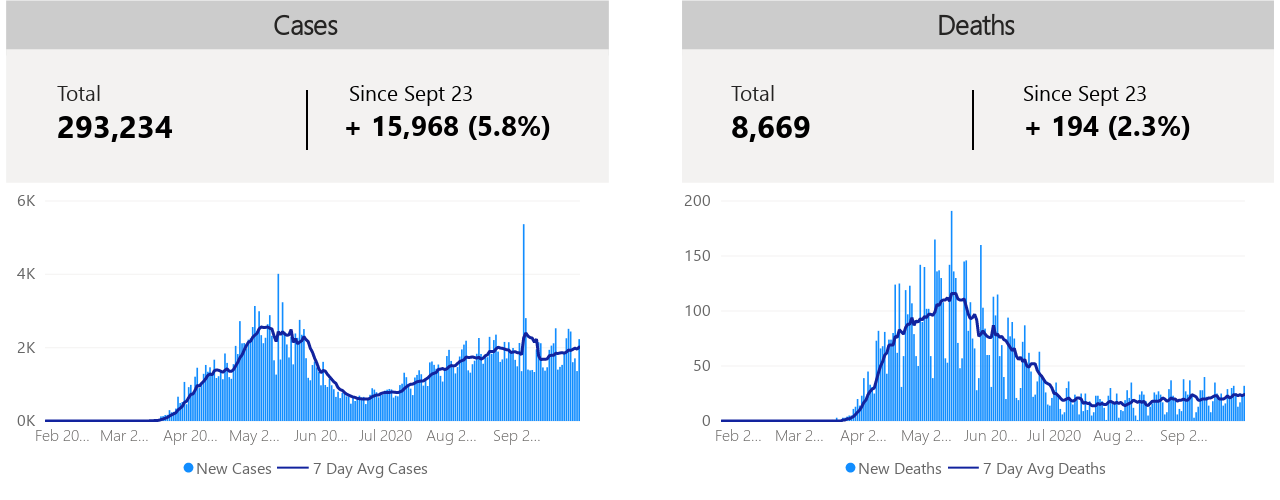 Cases
Total
293,234
Since Sept 23
+ 15,968 (5.8%)
6K
4K
2K
0K
Feb 20... Mar 20... Apr 20... May 2... Jun 20... Jul 2020 Aug 2... Sep 2...
New Cases 7 Day Avg Cases
Deaths
Total
8,669
Since Sept 23
+ 194 (2.3%)
200
150
100
50
0
Feb 2... Mar 2... Apr 2... May 2... Jun 2... Jul 2020 Aug 2... Sep 2...
New Deaths 7 Day Avg Deaths